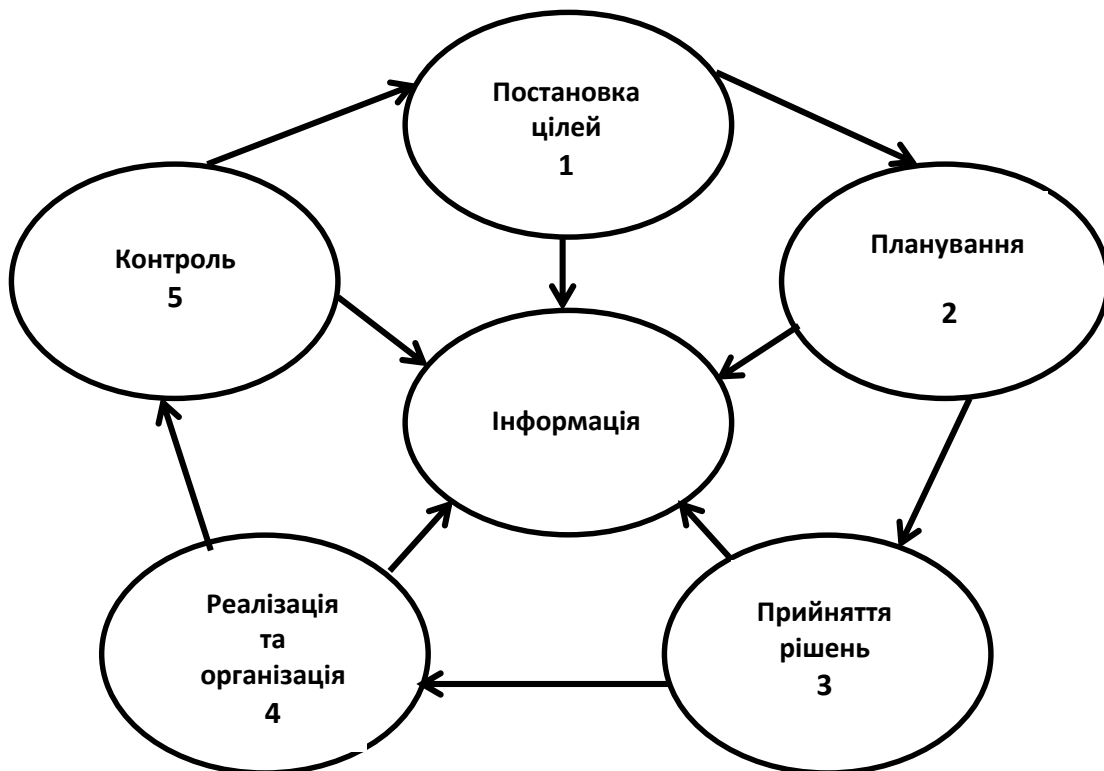 Постановка
цілей
1
Планування
2
Контроль
5
Інформація
Реалізація
та
організація
4
Прийняття
рішень
3